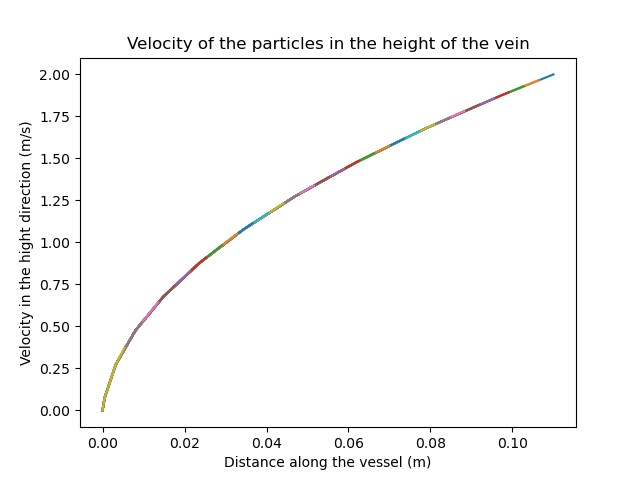 Velocity of the particles in the height of the vein
2.00
1.75
1.50
1.25
1.00
0.75
0.50
0.25
0.00
Velocity in the hight direction (m/s)
0.00 0.02 0.04 0.06 0.08 0.10
Distance along the vessel (m)